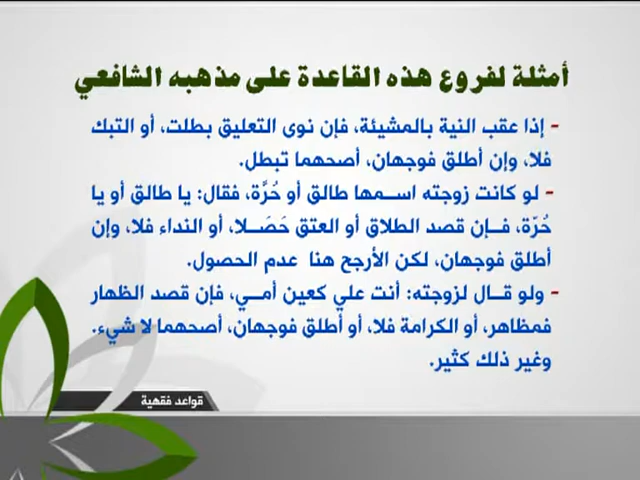 أمثلة لفروع هذه القاعدة على مذهبه الشافعي
- إذا عقب النية بالمشيئة، فإن نوى التعليق بطلت، أو التبك
فلا، وإن أطلق فوجهان، أصحهما تبطل.
- لو كانت زوجته اسمها طالق أو حُرَّة، فقال: يا طالق أو يا
حُرّة، فإن قصد الطلاق أو العتق حَصَلا، أو النداء فلا، وإن
أطلق فوجهان، لكن الأرجح هنا عدم الحصول.
- ولو قال لزوجته: أنت علي كعين أمي، فإن قصد الظهار
فمظاهر، أو الكرامة فلا، أو أطلق فوجهان، أصحهما لا شيء.
وغير ذلك كثير.
قواعد فقهية